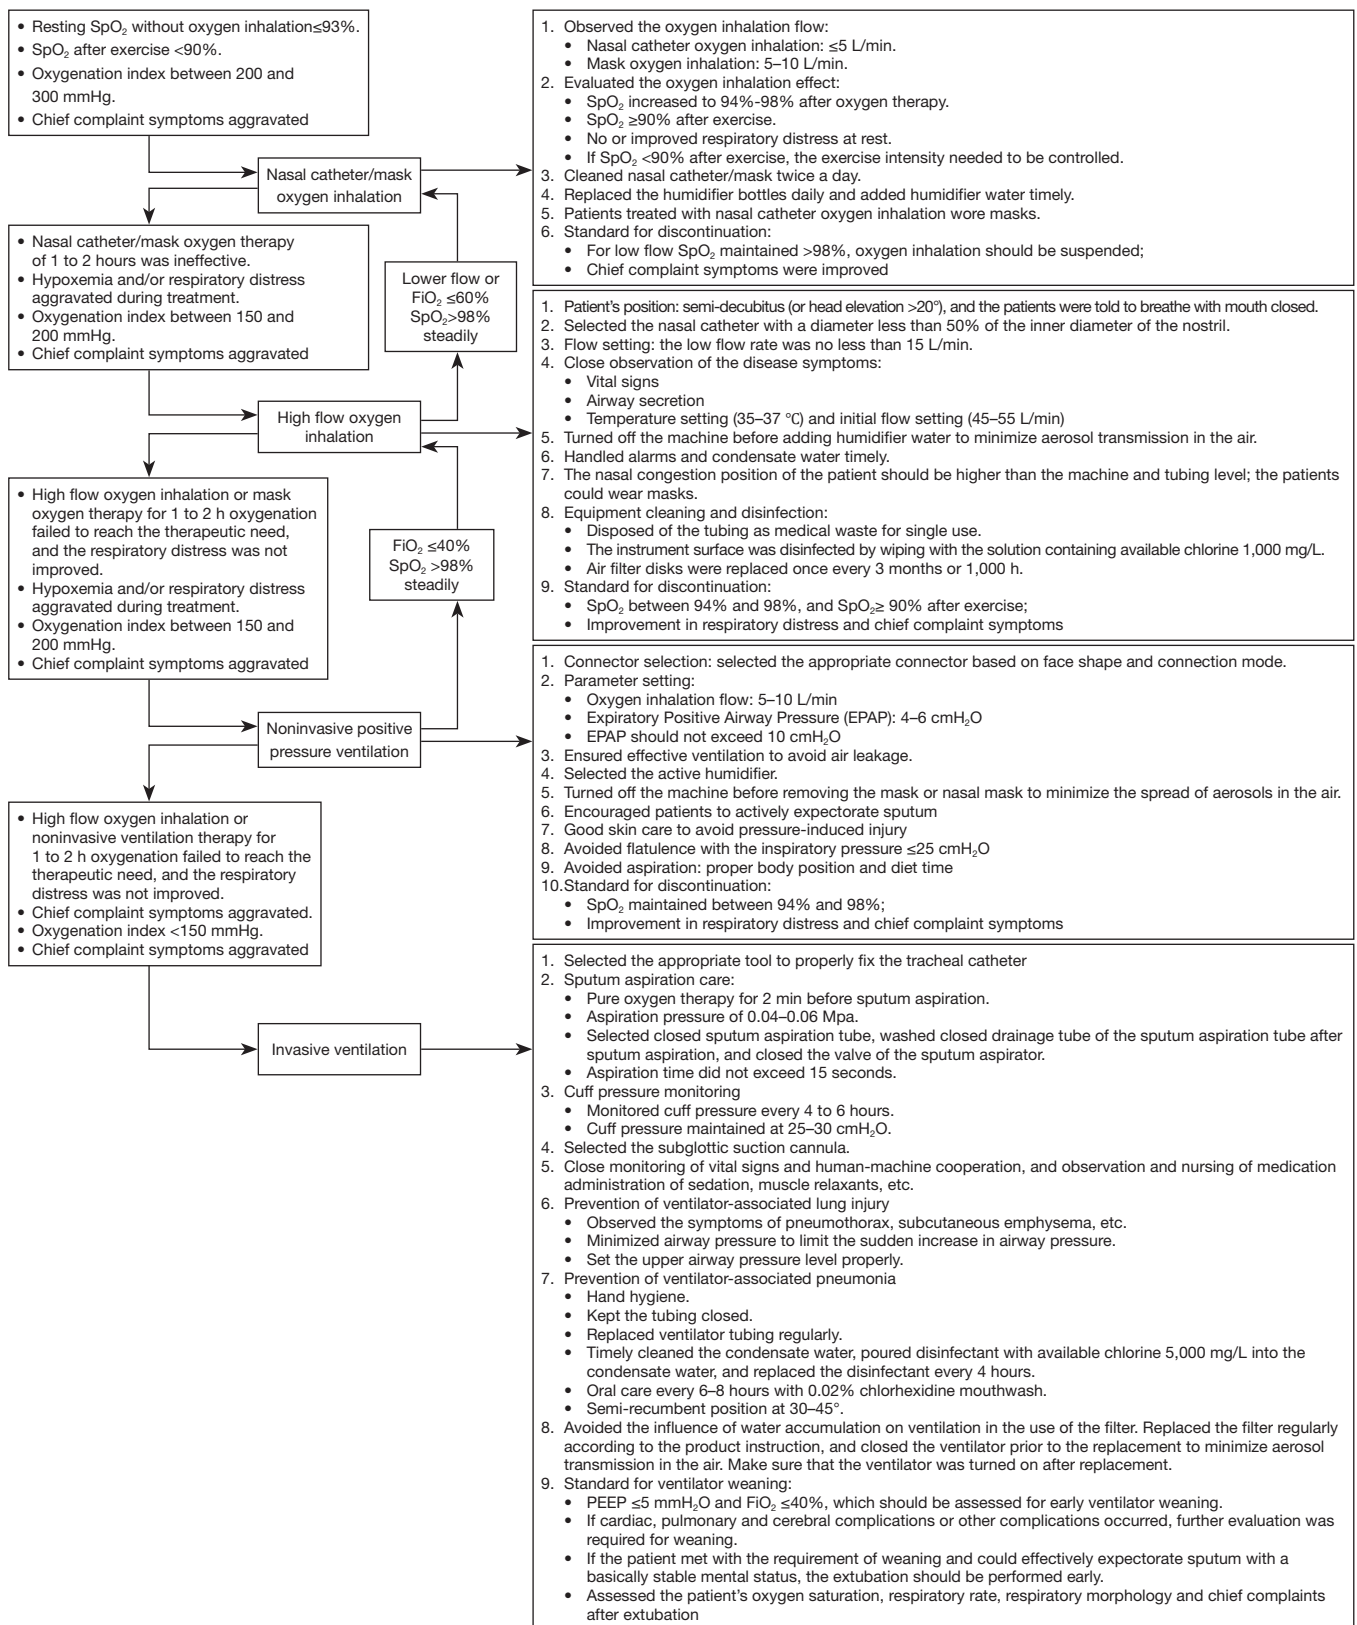 • Resting SpO₂ without oxygen inhalation≤93%.
• SpO₂ after exercise <90%.
• Oxygenation index between 200 and
300 mmHg.
• Chief complaint symptoms aggravated
Nasal catheter/mask
oxygen inhalation
• Nasal catheter/mask oxygen therapy
of 1 to 2 hours was ineffective.
• Hypoxemia and/or respiratory distress
aggravated during treatment.
• Oxygenation index between 150 and
200 mmHg.
• Chief complaint symptoms aggravated
Lower flow or
FiO₂ ≤60%
SpO₂>98%
steadily
High flow oxygen
inhalation
• High flow oxygen inhalation or mask
oxygen therapy for 1 to 2 h oxygenation
failed to reach the therapeutic need,
and the respiratory distress was not
improved.
• Hypoxemia and/or respiratory distress
aggravated during treatment.
• Oxygenation index between 150 and
200 mmHg.
• Chief complaint symptoms aggravated
FiO₂ ≤40%
SpO₂ >98%
steadily
Noninvasive positive
pressure ventilation
• High flow oxygen inhalation or
noninvasive ventilation therapy for
1 to 2 h oxygenation failed to reach the
therapeutic need, and the respiratory
distress was not improved.
• Chief complaint symptoms aggravated.
• Oxygenation index <150 mmHg.
• Chief complaint symptoms aggravated
Invasive ventilation
1. Observed the oxygen inhalation flow:
• Nasal catheter oxygen inhalation: ≤5 L/min.
• Mask oxygen inhalation: 5–10 L/min.
2. Evaluated the oxygen inhalation effect:
• SpO₂ increased to 94%-98% after oxygen therapy.
• SpO₂ ≥90% after exercise.
• No or improved respiratory distress at rest.
• If SpO₂ <90% after exercise, the exercise intensity needed to be controlled.
3. Cleaned nasal catheter/mask twice a day.
4. Replaced the humidifier bottles daily and added humidifier water timely.
5. Patients treated with nasal catheter oxygen inhalation wore masks.
6. Standard for discontinuation:
• For low flow SpO₂ maintained >98%, oxygen inhalation should be suspended;
• Chief complaint symptoms were improved
1. Patient's position: semi-decubitus (or head elevation >20°), and the patients were told to breathe with mouth closed.
2. Selected the nasal catheter with a diameter less than 50% of the inner diameter of the nostril.
3. Flow setting: the low flow rate was no less than 15 L/min.
4. Close observation of the disease symptoms:
• Vital signs
• Airway secretion
• Temperature setting (35–37 °C) and initial flow setting (45–55 L/min)
5. Turned off the machine before adding humidifier water to minimize aerosol transmission in the air.
6. Handled alarms and condensate water timely.
7. The nasal congestion position of the patient should be higher than the machine and tubing level; the patients
could wear masks.
8. Equipment cleaning and disinfection:
• Disposed of the tubing as medical waste for single use.
• The instrument surface was disinfected by wiping with the solution containing available chlorine 1,000 mg/L.
• Air filter disks were replaced once every 3 months or 1,000 h.
9. Standard for discontinuation:
• SpO₂ between 94% and 98%, and SpO₂≥ 90% after exercise;
• Improvement in respiratory distress and chief complaint symptoms
1. Connector selection: selected the appropriate connector based on face shape and connection mode.
2. Parameter setting:
• Oxygen inhalation flow: 5–10 L/min
• Expiratory Positive Airway Pressure (EPAP): 4–6 cmH₂O
• EPAP should not exceed 10 cmH₂O
3. Ensured effective ventilation to avoid air leakage.
4. Selected the active humidifier.
5. Turned off the machine before removing the mask or nasal mask to minimize the spread of aerosols in the air.
6. Encouraged patients to actively expectorate sputum
7. Good skin care to avoid pressure-induced injury
8. Avoided flatulence with the inspiratory pressure ≤25 cmH₂O
9. Avoided aspiration: proper body position and diet time
10.Standard for discontinuation:
• SpO₂ maintained between 94% and 98%;
• Improvement in respiratory distress and chief complaint symptoms
1. Selected the appropriate tool to properly fix the tracheal catheter
2. Sputum aspiration care:
• Pure oxygen therapy for 2 min before sputum aspiration.
• Aspiration pressure of 0.04–0.06 Mpa.
• Selected closed sputum aspiration tube, washed closed drainage tube of the sputum aspiration tube after
sputum aspiration, and closed the valve of the sputum aspirator.
• Aspiration time did not exceed 15 seconds.
3. Cuff pressure monitoring
• Monitored cuff pressure every 4 to 6 hours.
• Cuff pressure maintained at 25–30 cmH₂O.
4. Selected the subglottic suction cannula.
5. Close monitoring of vital signs and human-machine cooperation, and observation and nursing of medication
administration of sedation, muscle relaxants, etc.
6. Prevention of ventilator-associated lung injury
• Observed the symptoms of pneumothorax, subcutaneous emphysema, etc.
• Minimized airway pressure to limit the sudden increase in airway pressure.
• Set the upper airway pressure level properly.
7. Prevention of ventilator-associated pneumonia
• Hand hygiene.
• Kept the tubing closed.
• Replaced ventilator tubing regularly.
• Timely cleaned the condensate water, poured disinfectant with available chlorine 5,000 mg/L into the
condensate water, and replaced the disinfectant every 4 hours.
• Oral care every 6–8 hours with 0.02% chlorhexidine mouthwash.
• Semi-recumbent position at 30–45°.
8. Avoided the influence of water accumulation on ventilation in the use of the filter. Replaced the filter regularly
according to the product instruction, and closed the ventilator prior to the replacement to minimize aerosol
transmission in the air. Make sure that the ventilator was turned on after replacement.
9. Standard for ventilator weaning:
• PEEP ≤5 mmH₂O and FiO₂ ≤40%, which should be assessed for early ventilator weaning.
• If cardiac, pulmonary and cerebral complications or other complications occurred, further evaluation was
required for weaning.
• If the patient met with the requirement of weaning and could effectively expectorate sputum with a
basically stable mental status, the extubation should be performed early.
• Assessed the patient's oxygen saturation, respiratory rate, respiratory morphology and chief complaints
after extubation